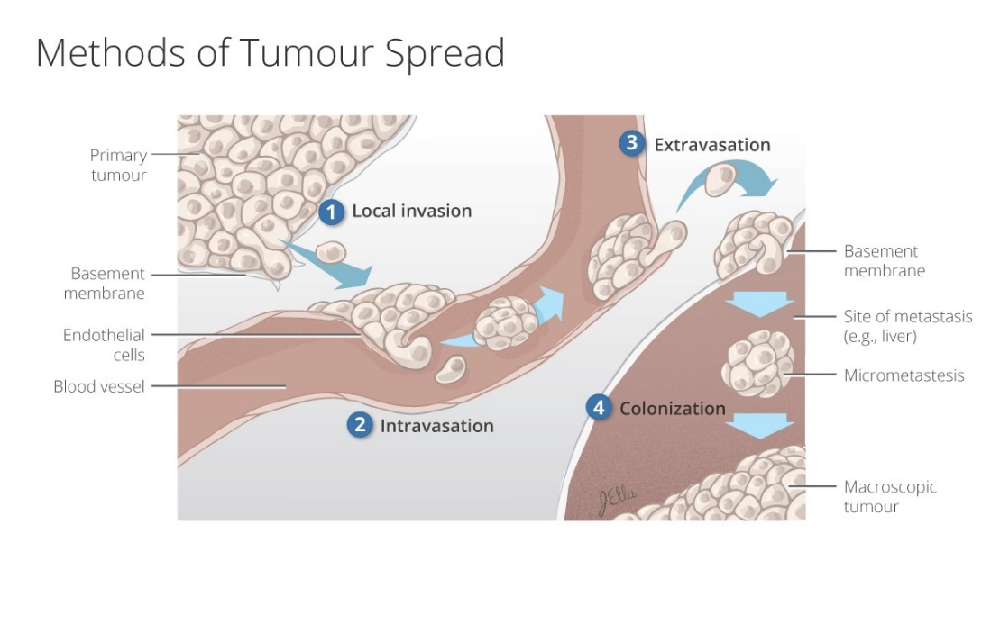 Methods of Tumour Spread
Primary
tumour
1 Local invasion
Basement
membrane
Endothelial
cells
Blood vessel
2 Intravasation
3 Extravasation
Basement
membrane
Site of metastasis
(e.g., liver)
Micrometastesis
4 Colonization
Macroscopic
tumour
JEllis